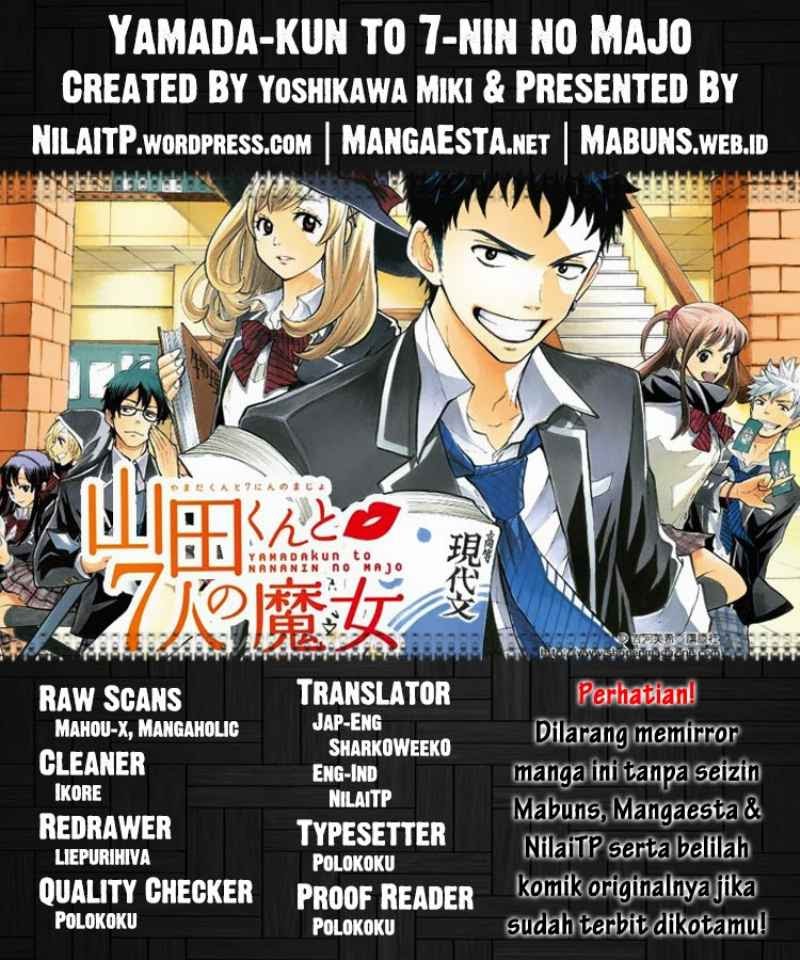 Yamada-kun to 7-nin no Majo
Created By Yoshikawa Miki & Presented By
NilaiTP.wordpress.com | MangaEsta.net | Mabuns.web.id
やまだくんと7にんのまじょ
山田くんと
YAMADAKUN to
NANANIN NO MAJO
7人の魔女
現代文
Raw Scans
Mahou-x, Mangaholic
Cleaner
Ikore
Redrawer
liepurihiva
Quality Checker
Polokoku
Translator
Jap-Eng
Shark0Week0
Eng-Ind
NilaiTP
Typesetter
Polokoku
Proof Reader
Polokoku
Perhatian!
Dilarang memirror
manga ini tanpa seizin
Mabuns, Mangaesta &
NilaiTP serta belilah
komik originalnya jika
sudah terbit dikotamu!